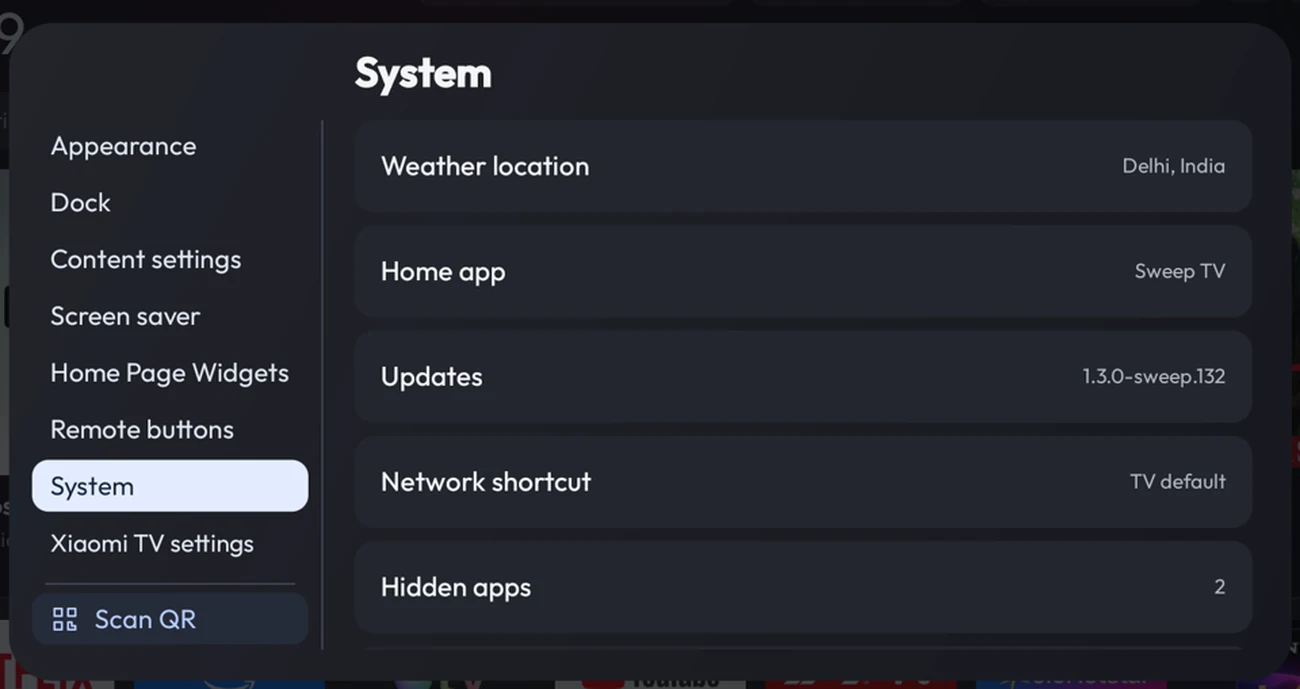 9
System
Appearance
Dock
Content settings
Screen saver
Home Page Widgets
Remote buttons
System
Xiaomi TV settings
Scan QR
Weather location
Delhi, India
Home app
Sweep TV
Updates
1.3.0-sweep.132
Network shortcut
TV default
Hidden apps
2